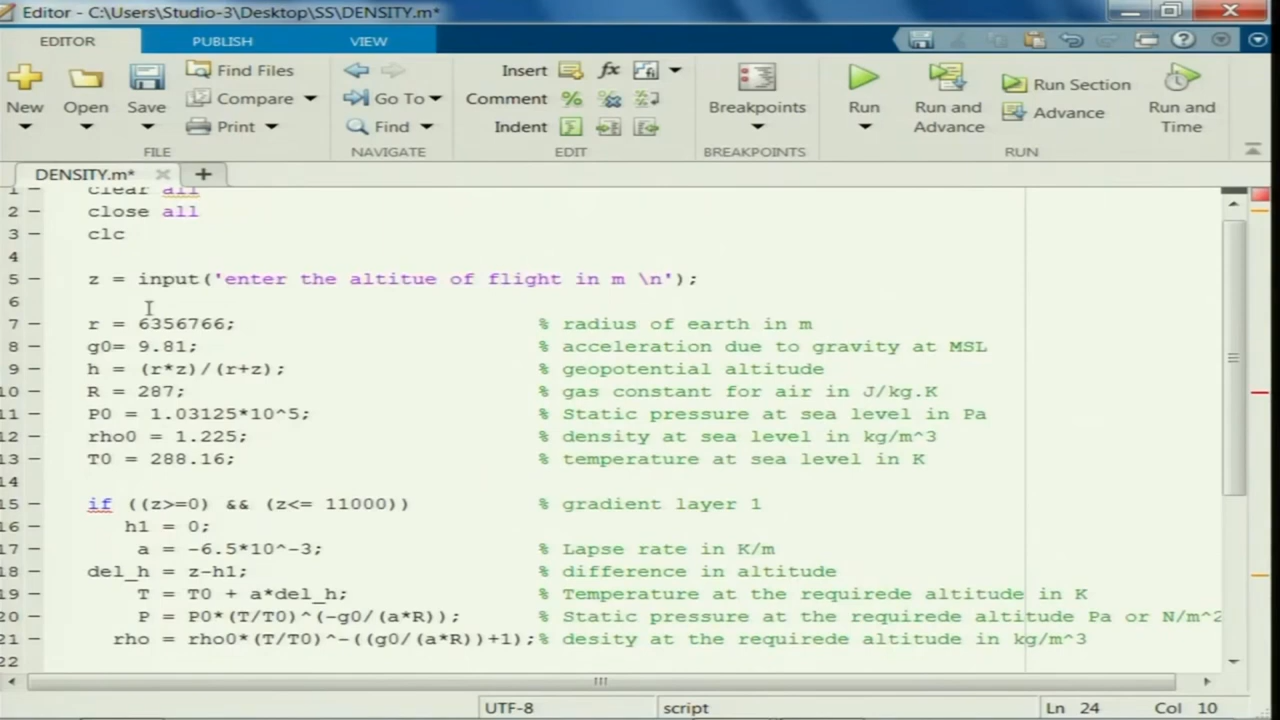 Editor - C:\Users\Studio-3\Desktop\SS\DENSITY.m*
EDITOR PUBLISH VIEW
New Open Save Find Files Compare Print
FILE
Go To Find
NAVIGATE
Insert fx
Comment
Indent
EDIT
Breakpoints
BREAKPOINTS
Run Run and Advance Run Section Advance Run and Time
RUN
DENSITY.m*
1 - clear all
2 - close all
3 - clc
4
5 - z = input('enter the altitue of flight in m \n');
6
7 - r = 6356766; % radius of earth in m
8 - g0= 9.81; % acceleration due to gravity at MSL
9 - h = (r*z)/(r+z); % geopotential altitude
10 - R = 287; % gas constant for air in J/kg.K
11 - P0 = 1.03125*10^5; % Static pressure at sea level in Pa
12 - rho0 = 1.225; % density at sea level in kg/m^3
13 - T0 = 288.16; % temperature at sea level in K
14
15 - if ((z>=0) && (z<= 11000)) % gradient layer 1
16 - h1 = 0;
17 - a = -6.5*10^-3; % Lapse rate in K/m
18 - del_h = z-h1; % difference in altitude
19 - T = T0 + a*del_h; % Temperature at the requirede altitude in K
20 - P = P0*(T/T0)^(-g0/(a*R)); % Static pressure at the requirede altitude Pa or N/m^2
21 - rho = rho0*(T/T0)^-((g0/(a*R))+1);% desity at the requirede altitude in kg/m^3
22
UTF-8 script Ln 24 Col 10